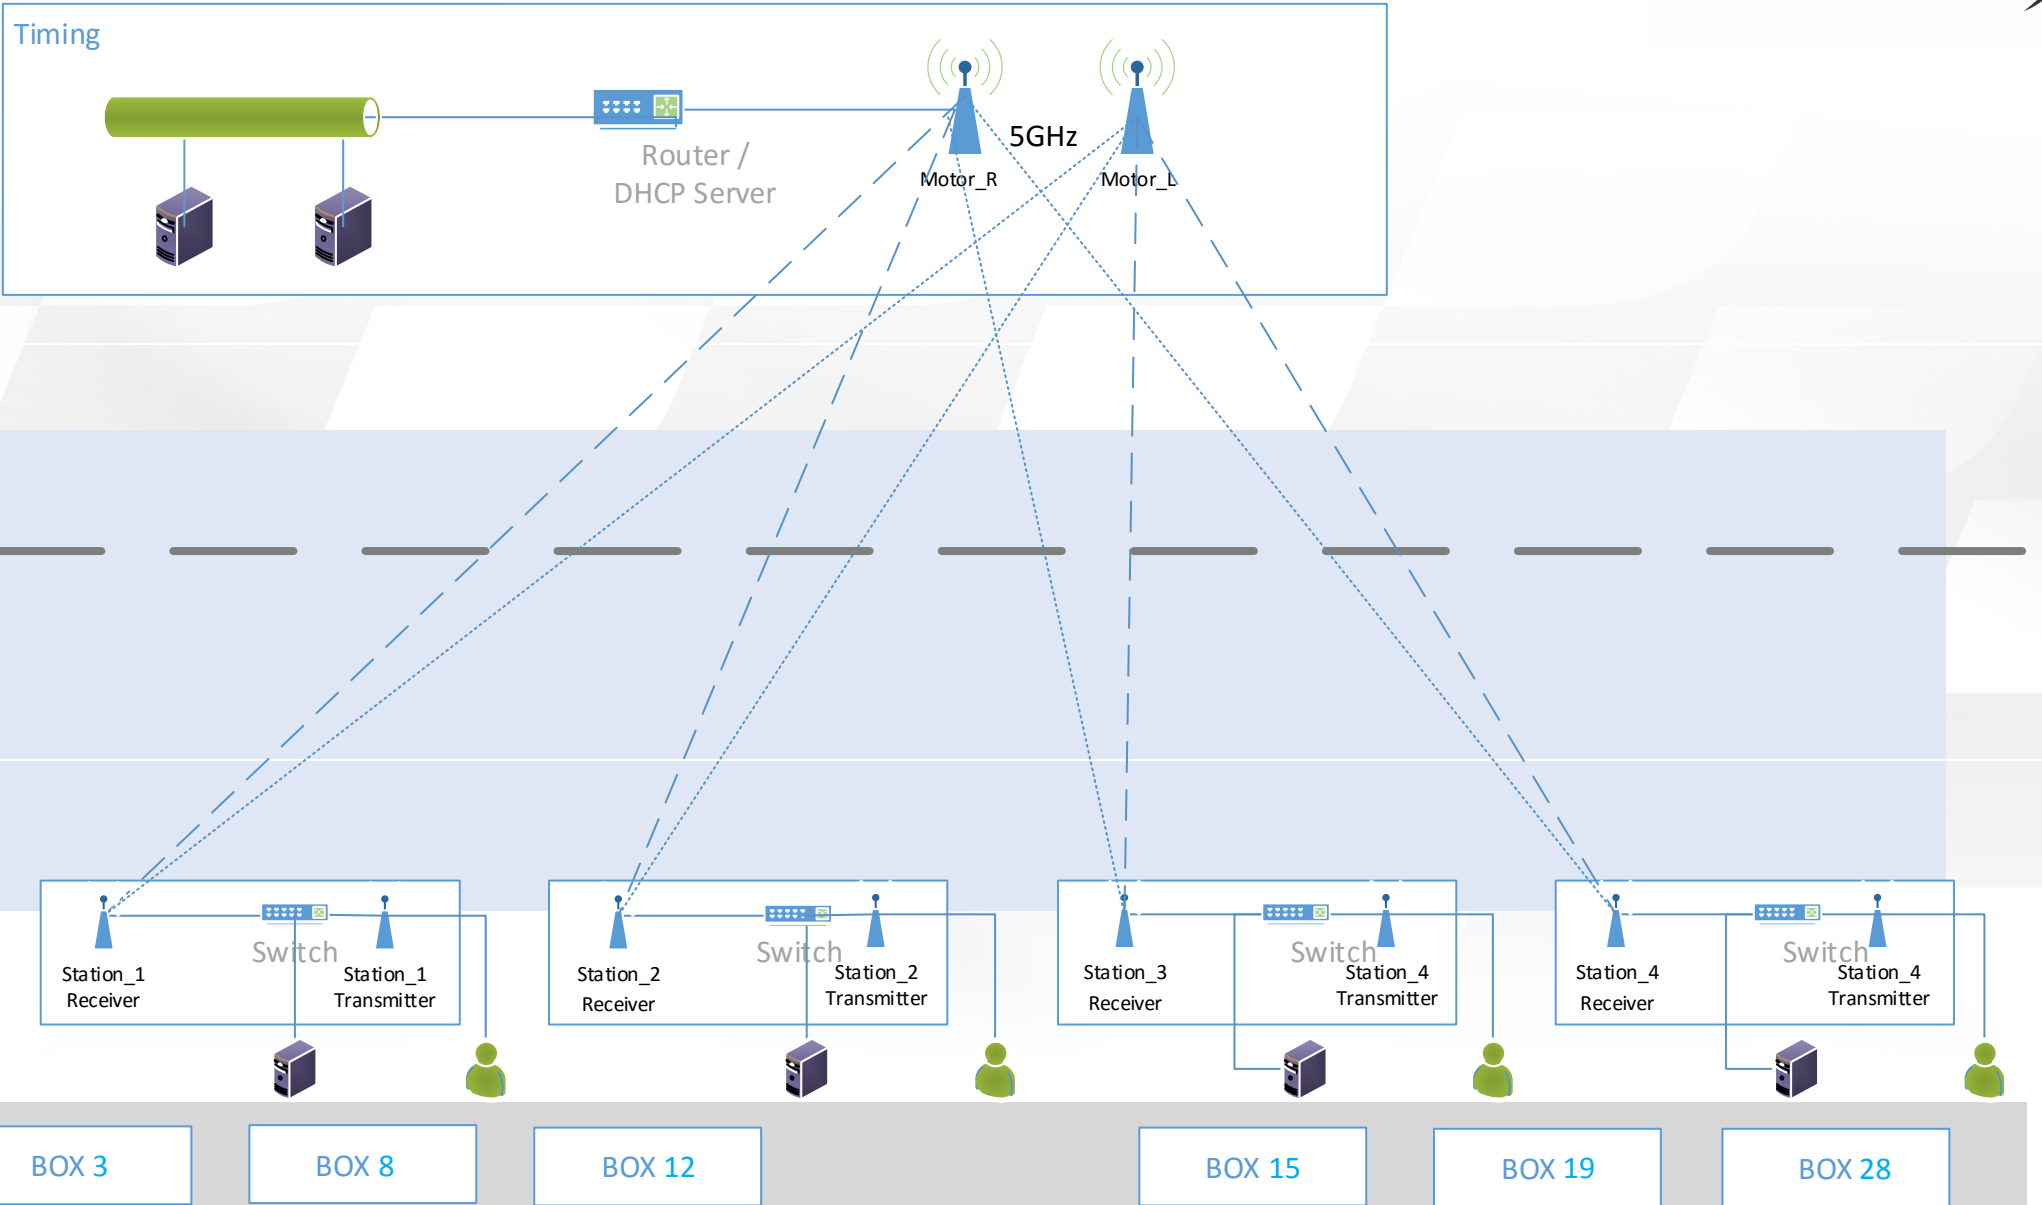 Timing
5GHz
Router /
DHCP Server
Motor_R
Motor_L
Switch
Station_1
Receiver
Station_1
Transmitter
Switch
Station_2
Receiver
Station_2
Transmitter
Switch
Station_3
Receiver
Station_4
Transmitter
Switch
Station_4
Receiver
Station_4
Transmitter
BOX 3
BOX 8
BOX 12
BOX 15
BOX 19
BOX 28